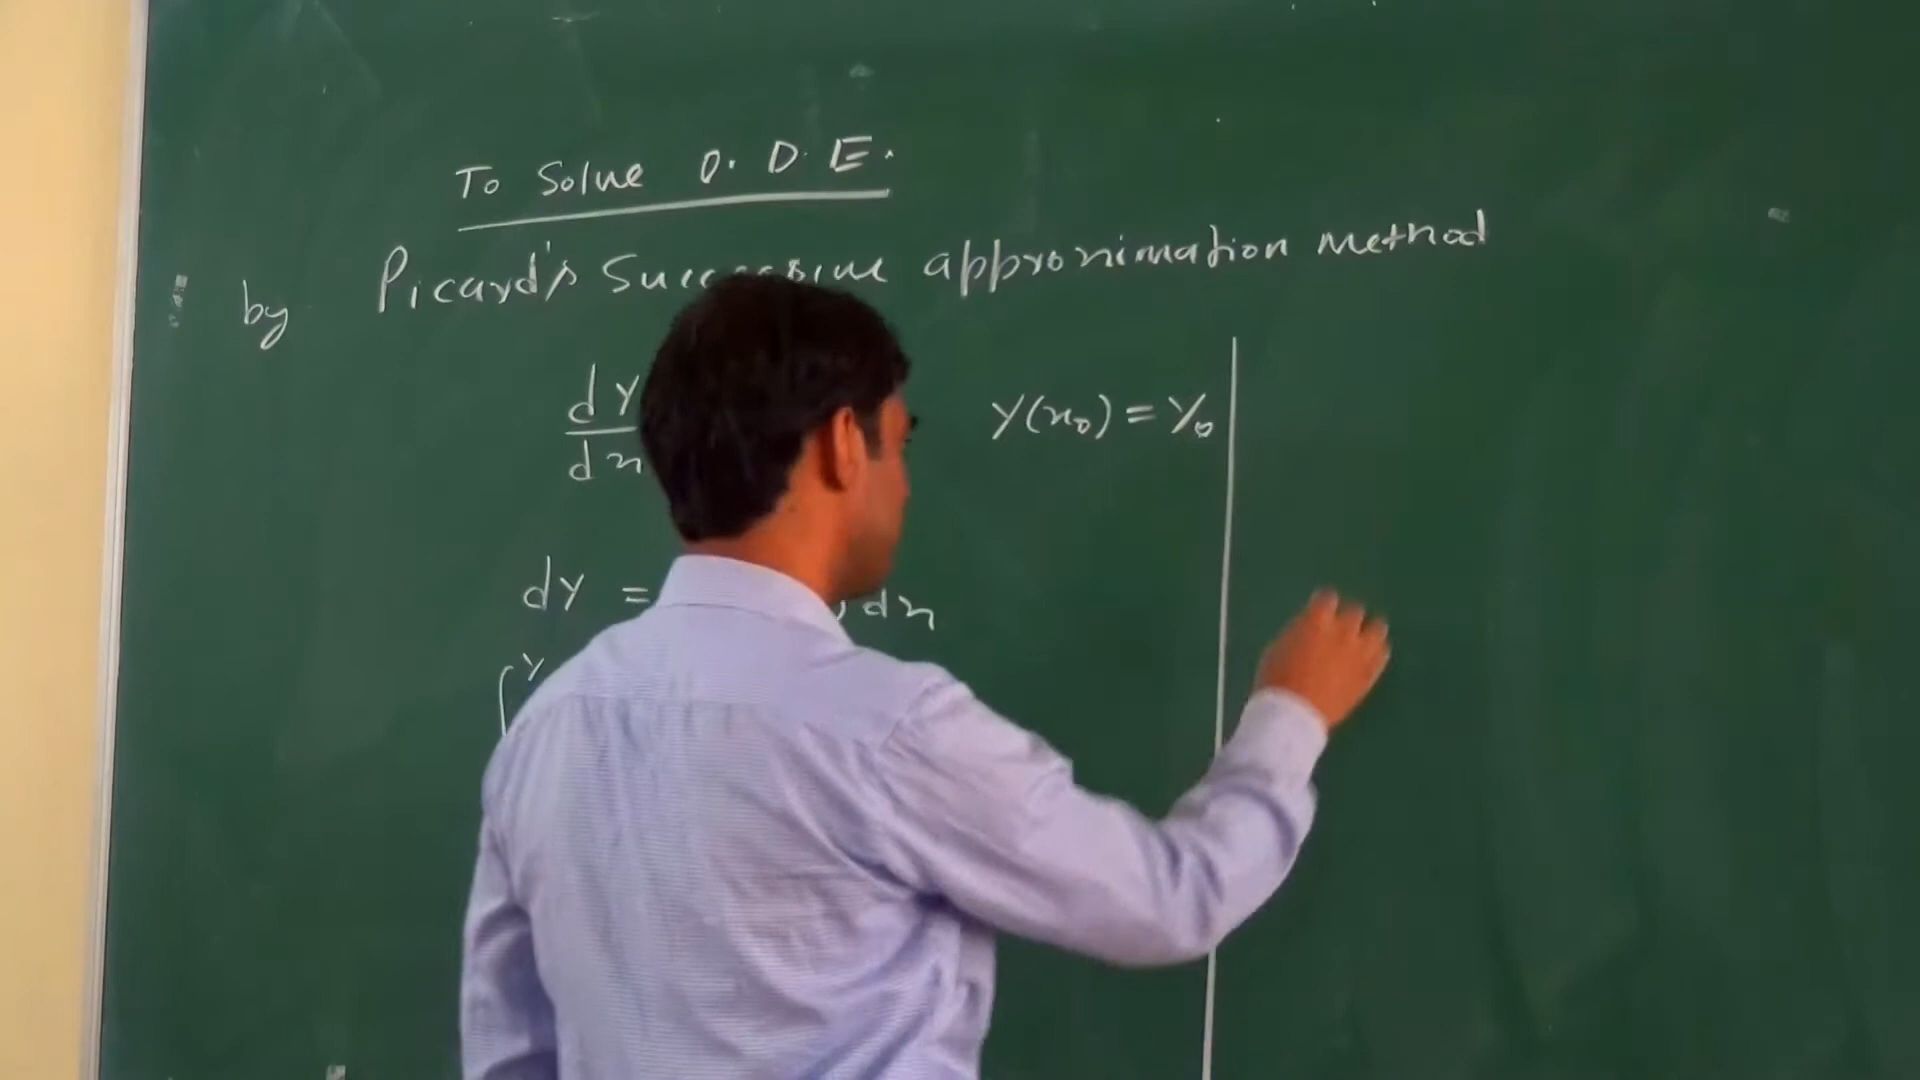 To Solve O.D.E.
by Picard's Successive approximation method
dy
dx
y(x₀) = y₀
dy = dx
∫ y